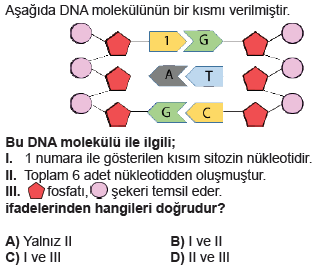 Aşağıda DNA molekülünün bir kısmı verilmiştir.
1 G
A T
G C
Bu DNA molekülü ile ilgili;
I. 1 numara ile gösterilen kısım sitozin nükleotidir.
II. Toplam 6 adet nükleotidden oluşmuştur.
III. fosfatı, şekeri temsil eder.
ifadelerinden hangileri doğrudur?
A) Yalnız II B) I ve II
C) I ve III D) II ve III